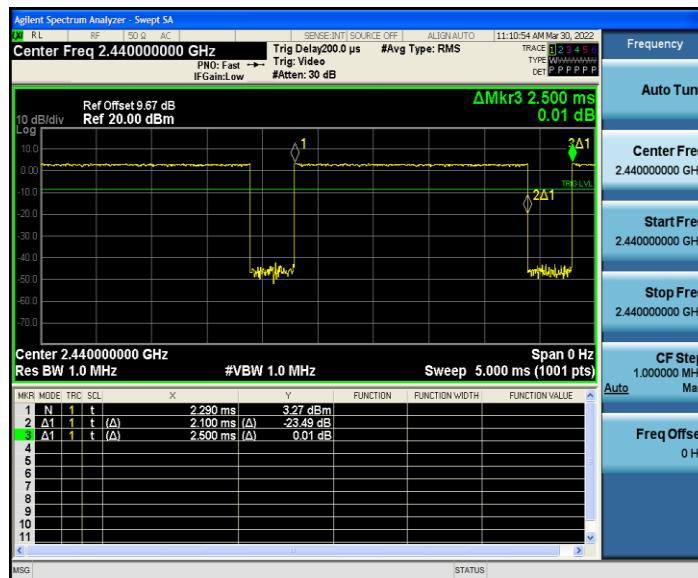 Agilent Spectrum Analyzer - Swept SA
LXI RL RF 50 Ω AC SENSE:INT SOURCE OFF ALIGN AUTO 11:10:54 AM Mar 30, 2022
Center Freq 2.440000000 GHz
Trig Delay200.0 µs #Avg Type: RMS TRACE 1 2 3 4 5 6
PNO: Fast Trig: Video TYPE WWWWWW
IFGain:Low #Atten: 30 dB DET P P P P P P
Ref Offset 9.67 dB ΔMkr3 2.500 ms
10 dB/div Ref 20.00 dBm 0.01 dB
Log
10.0
0.00
-10.0
-20.0
-30.0
-40.0
-50.0
-60.0
-70.0
1
3Δ1
TRIG LVL
2Δ1
Center 2.440000000 GHz Span 0 Hz
Res BW 1.0 MHz #VBW 1.0 MHz Sweep 5.000 ms (1001 pts)
MKR MODE TRC SCL X Y FUNCTION FUNCTION WIDTH FUNCTION VALUE
1 N 1 t 2.290 ms 3.27 dBm
2 Δ1 1 t (Δ) 2.100 ms (Δ) -23.49 dB
3 Δ1 1 t (Δ) 2.500 ms (Δ) 0.01 dB
4
5
6
7
8
9
10
11
MSG STATUS
Frequency
Auto Tun
Center Fre
2.440000000 GH
Start Fre
2.440000000 GH
Stop Fre
2.440000000 GH
CF Step
1.000000 MH
Auto Ma
Freq Offse
0 H